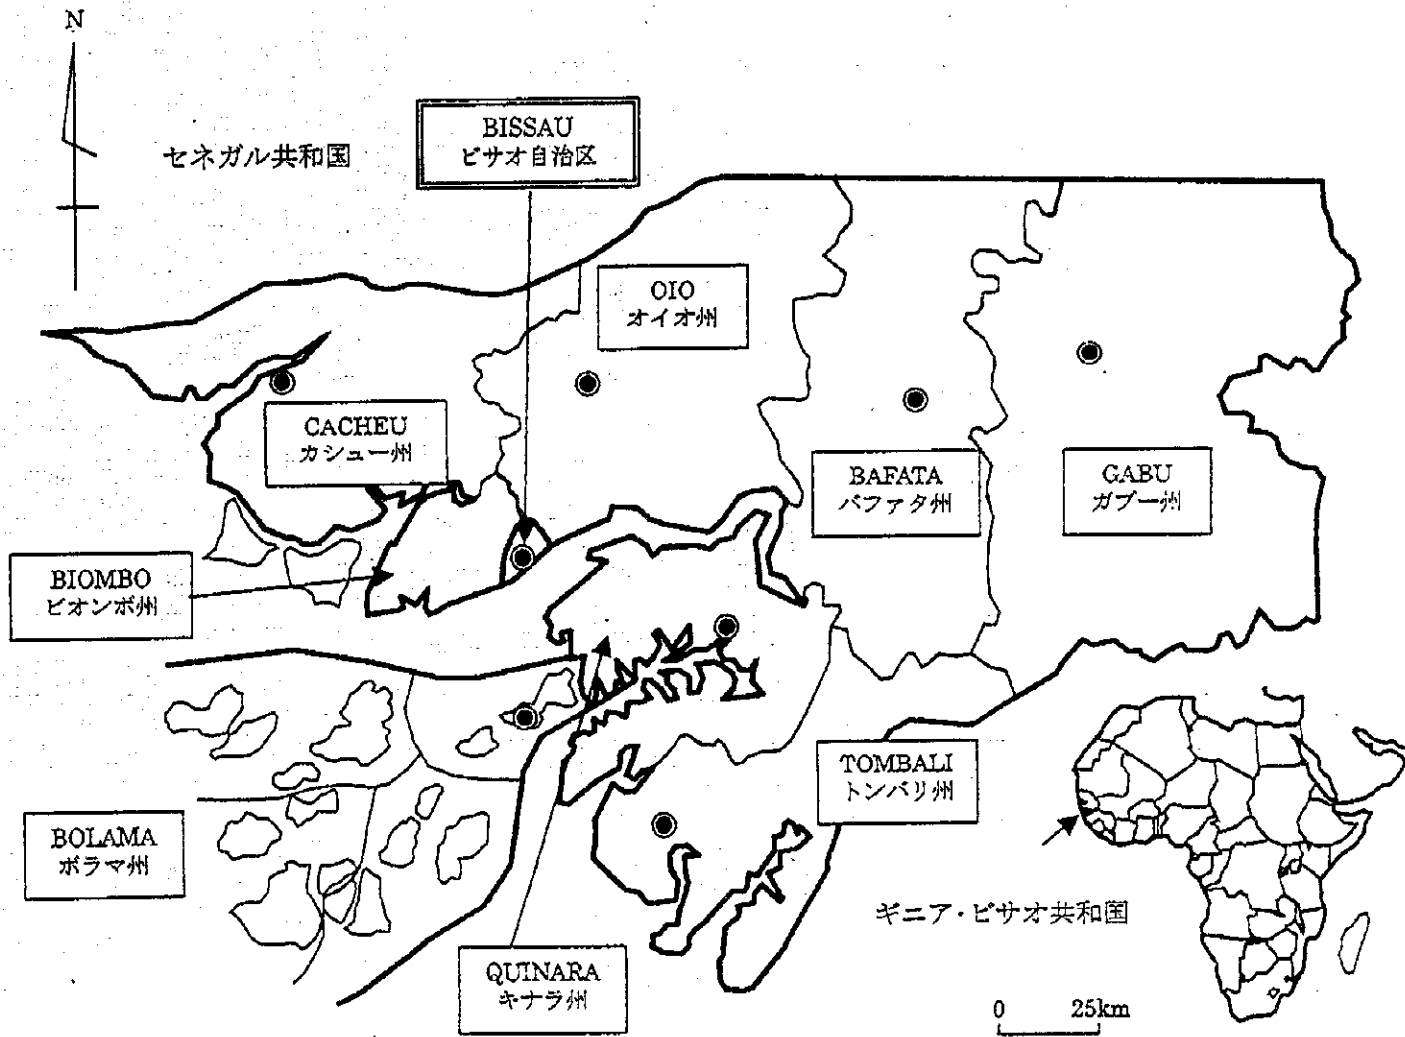 N
セネガル共和国
BISSAU
ビサオ自治区
OIO
オイオ州
CACHEU
カシュー州
BAFATA
バファタ州
GABU
ガブー州
BIOMBO
ビオンボ州
TOMBALI
トンバリ州
BOLAMA
ボラマ州
QUINARA
キナラ州
ギニア・ビサオ共和国
0 25km